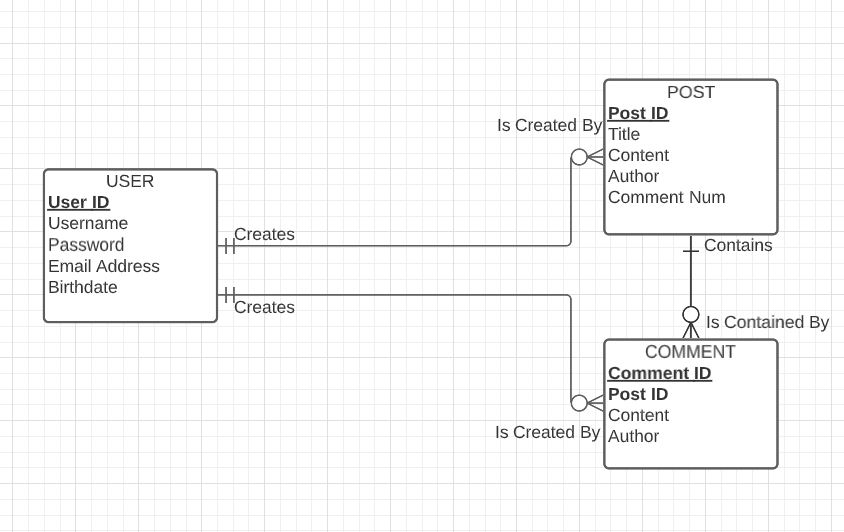 USER
User ID
Username
Password
Email Address
Birthdate
Creates
Creates
Is Created By
POST
Post ID
Title
Content
Author
Comment Num
Contains
Is Contained By
COMMENT
Comment ID
Post ID
Content
Author
Is Created By